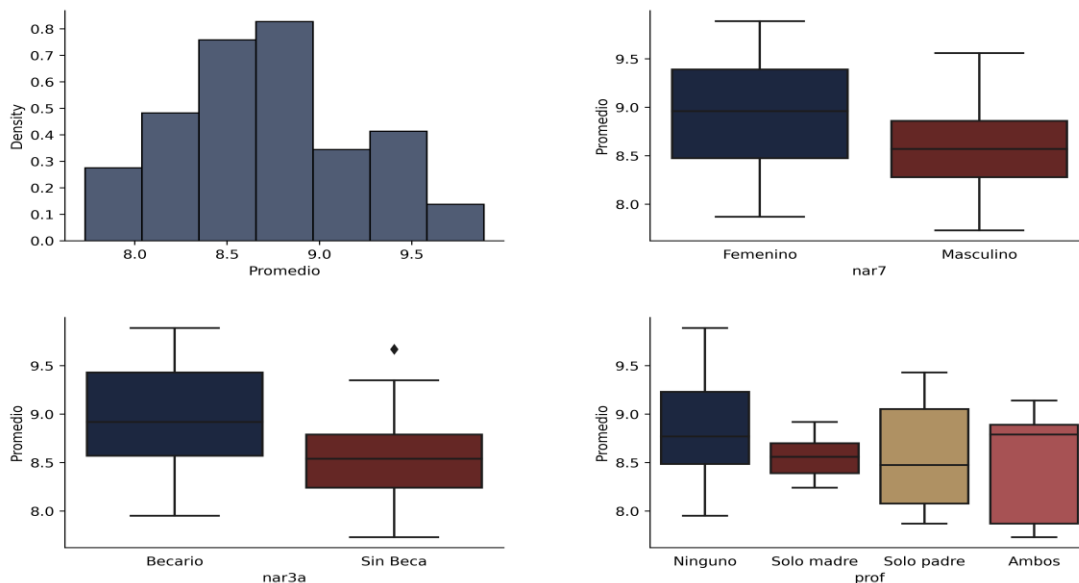 0.8
0.7
0.6
0.5
0.4
0.3
0.2
0.1
0.0
Density
8.0 8.5 9.0 9.5
Promedio
9.5
9.0
8.5
8.0
Promedio
Femenino Masculino
nar7
9.5
9.0
8.5
8.0
Promedio
Becario Sin Beca
nar3a
9.5
9.0
8.5
8.0
Promedio
Ninguno Solo madre Solo padre Ambos
prof